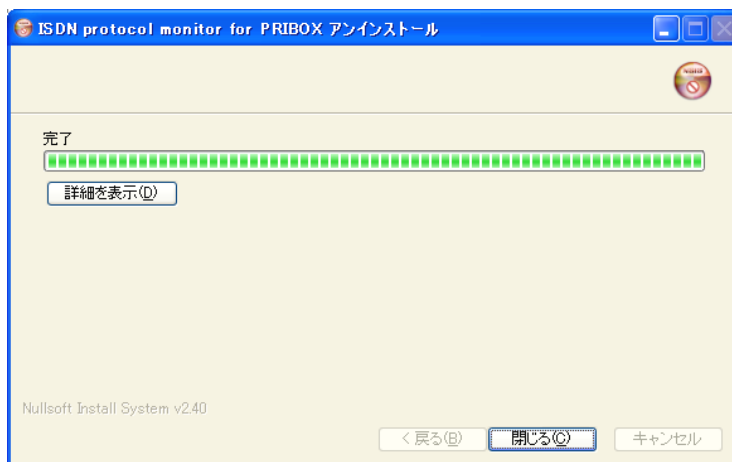 ISDN protocol monitor for PRIBOX アンインストール
完了
詳細を表示(D)
Nullsoft Install System v2.40
< 戻る(B)
閉じる(C)
キャンセル